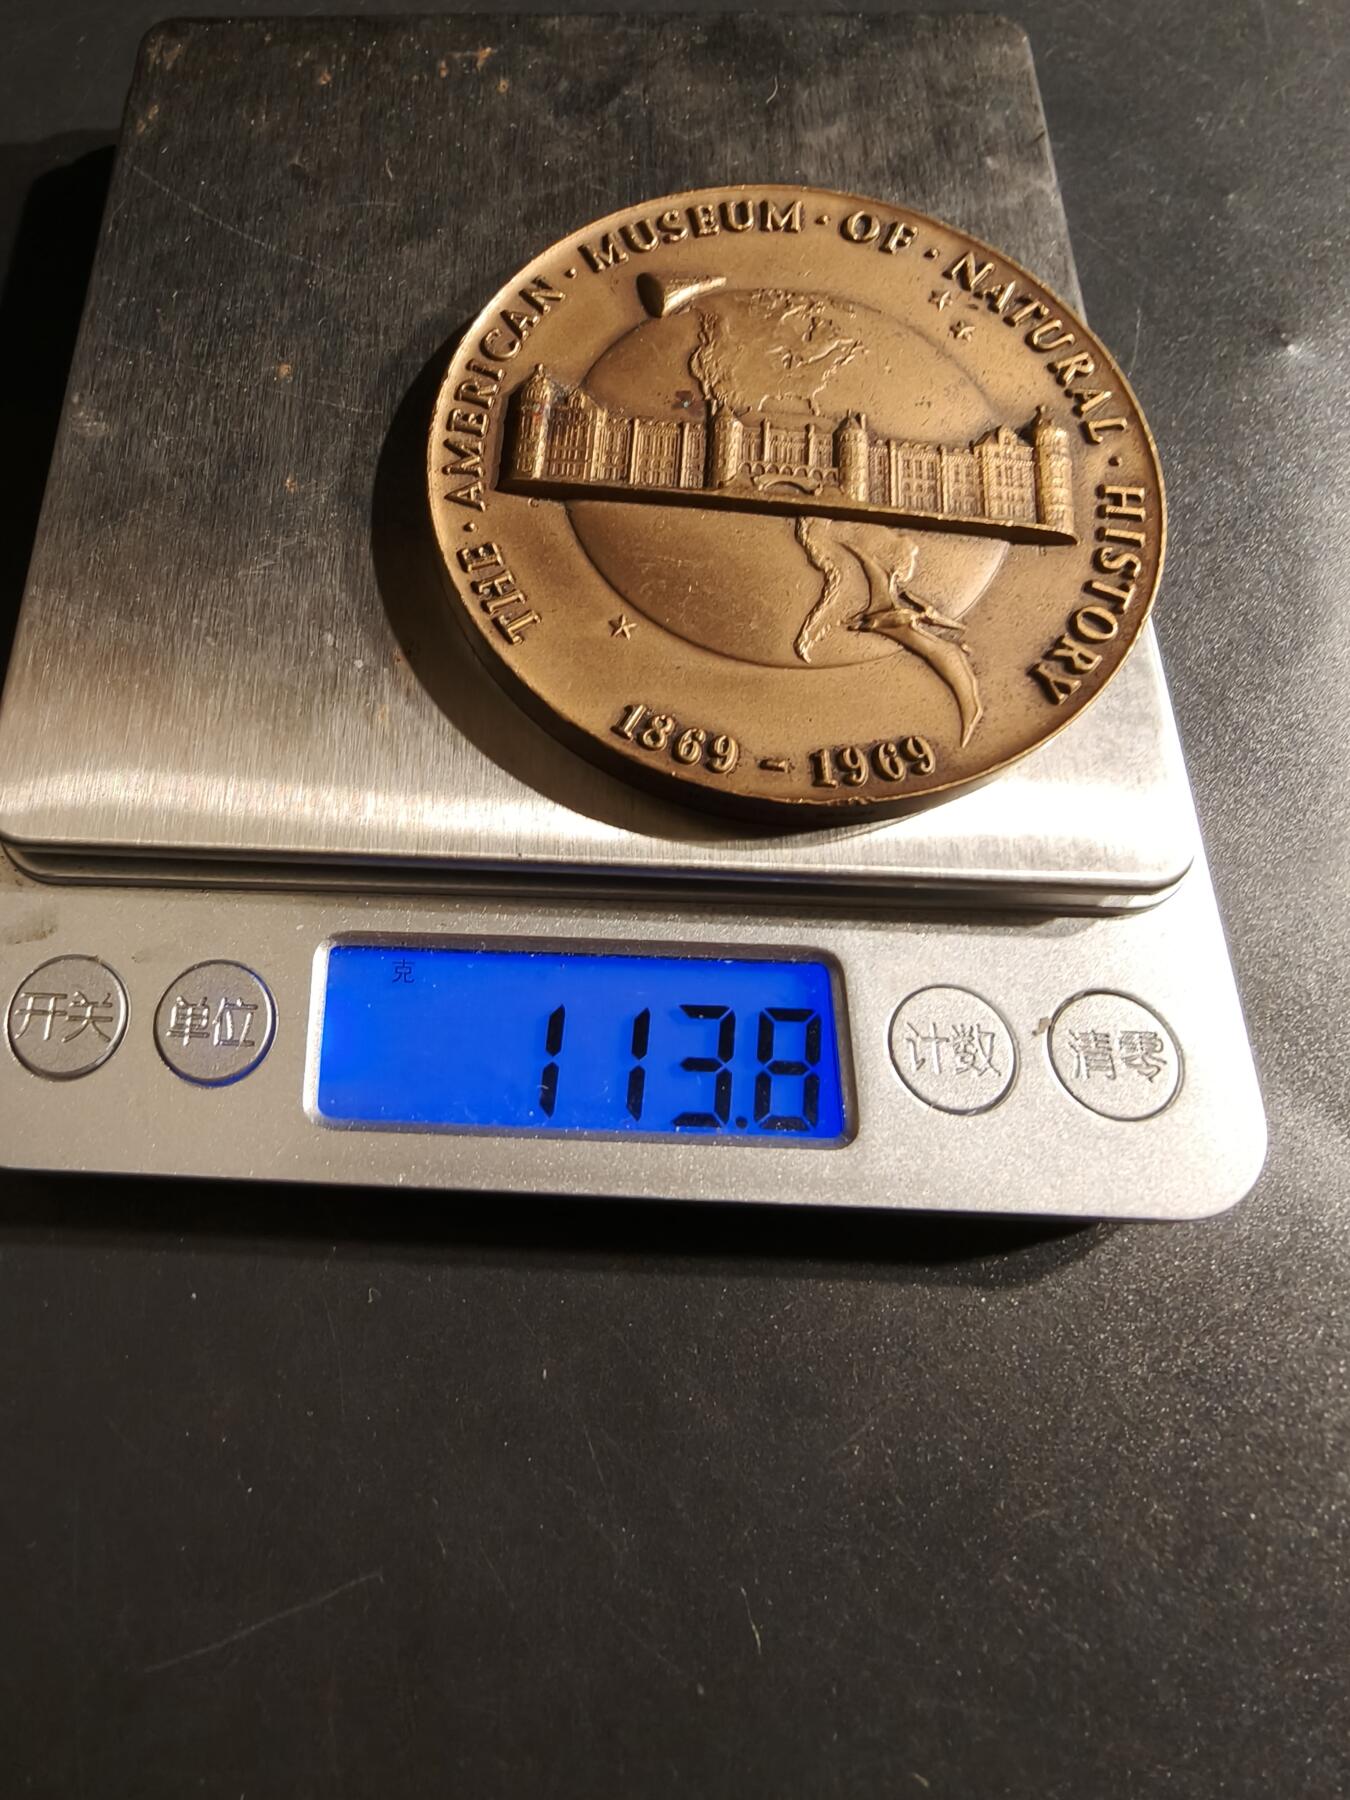 THE · AMERICAN · MUSEUM · OF · NATURAL · HISTORY
1869 - 1969
克
113.8
开关
单位
计数
清零